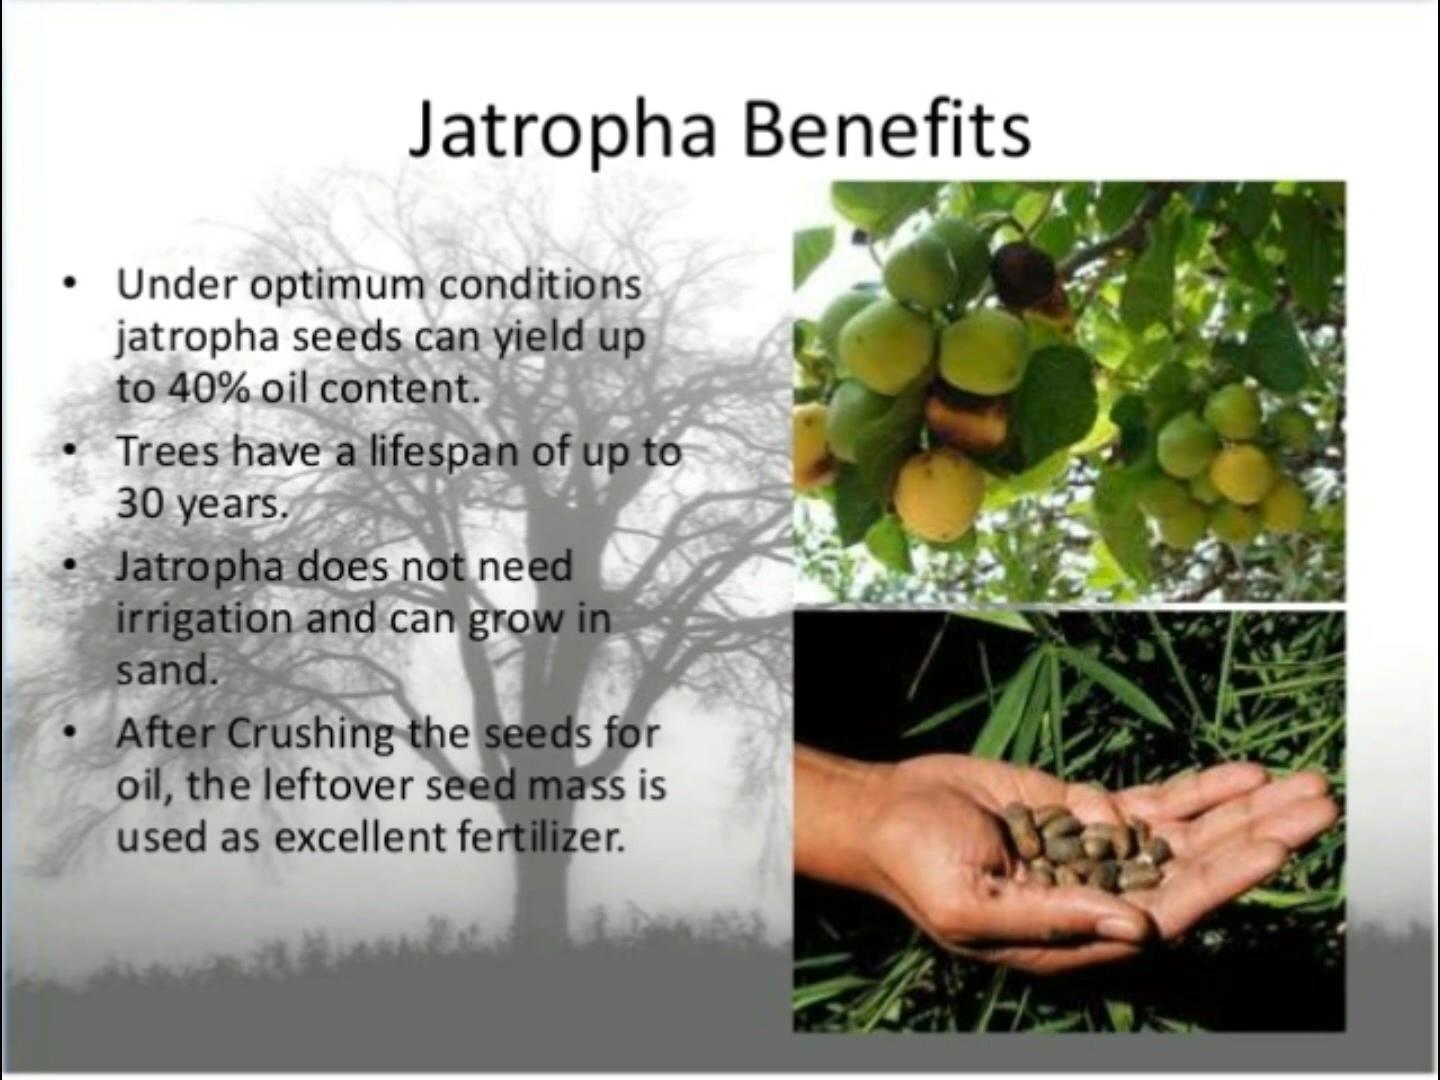 Jatropha Benefits
• Under optimum conditions
jatropha seeds can yield up
to 40% oil content.
• Trees have a lifespan of up to
30 years.
• Jatropha does not need
irrigation and can grow in
sand.
• After Crushing the seeds for
oil, the leftover seed mass is
used as excellent fertilizer.